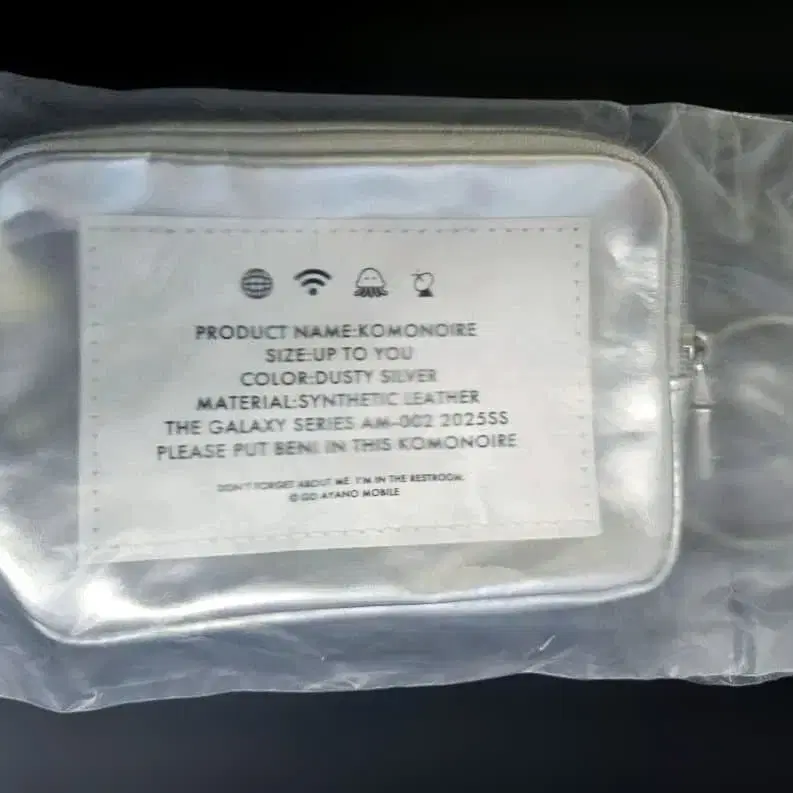 PRODUCT NAME:KOMONOIRE
SIZE:UP TO YOU
COLOR:DUSTY SILVER
MATERIAL:SYNTHETIC LEATHER
THE GALAXY SERIES AM-002 2025SS
PLEASE PUT BENI IN THIS KOMONOIRE
DON'T FORGET ABOUT ME. I'M IN THE RESTROOM.
© GO AYANO MOBILE